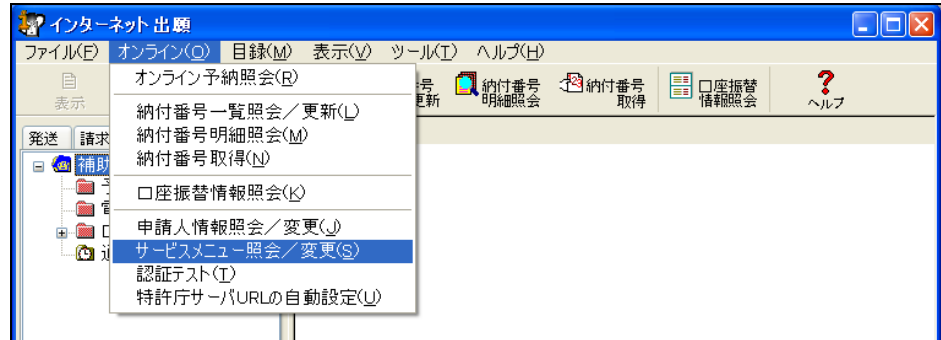 インターネット出願
ファイル(F) オンライン(O) 目録(M) 表示(V) ツール(T) ヘルプ(H)
表示
号
更新
納付番号
明細照会
納付番号
取得
口座振替
情報照会
ヘルプ
オンライン予納照会(R)
納付番号一覧照会／更新(L)
納付番号明細照会(M)
納付番号取得(N)
口座振替情報照会(K)
申請人情報照会／変更(J)
サービスメニュー照会／変更(S)
認証テスト(T)
特許庁サーバURLの自動設定(U)
発送 請求
補助